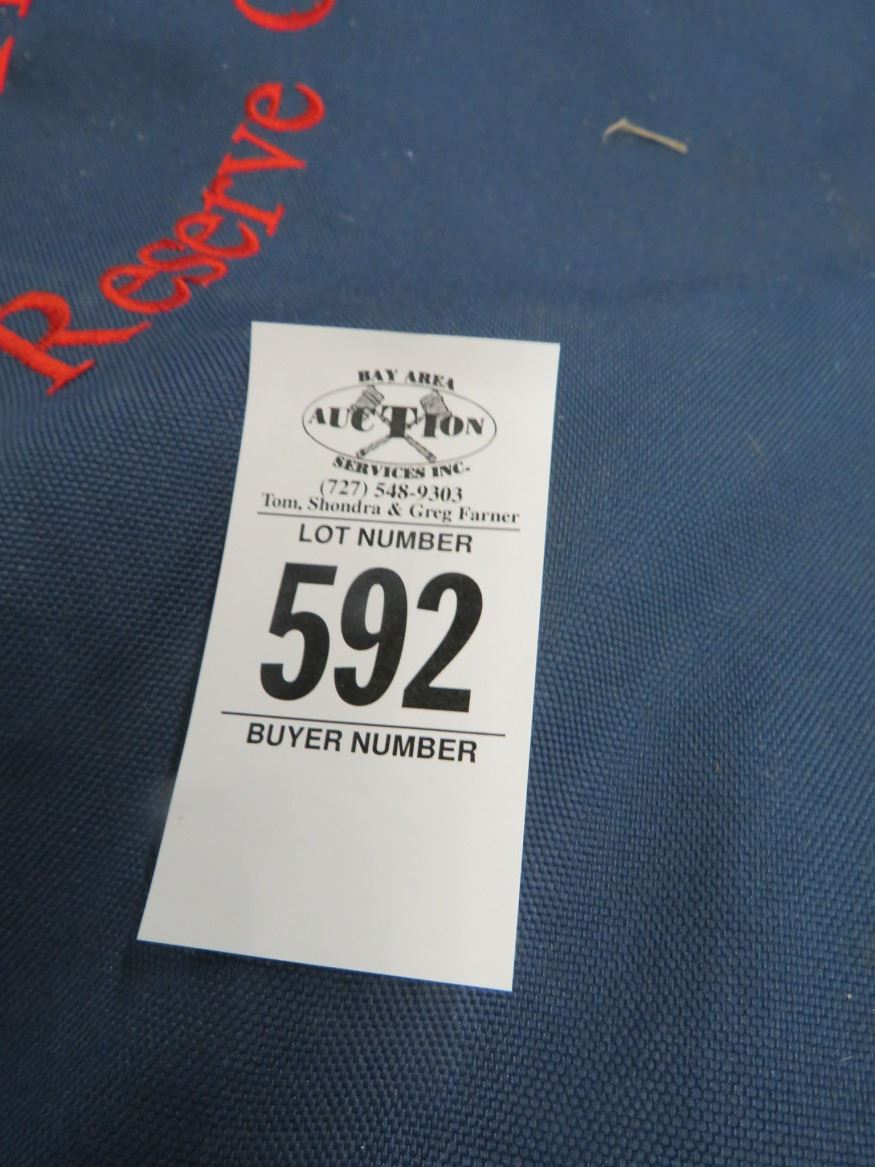 Reserve
BAY AREA
AUCTION
SERVICES INC.
(727) 548-9303
Tom, Shondra & Greg Farner
LOT NUMBER
592
BUYER NUMBER